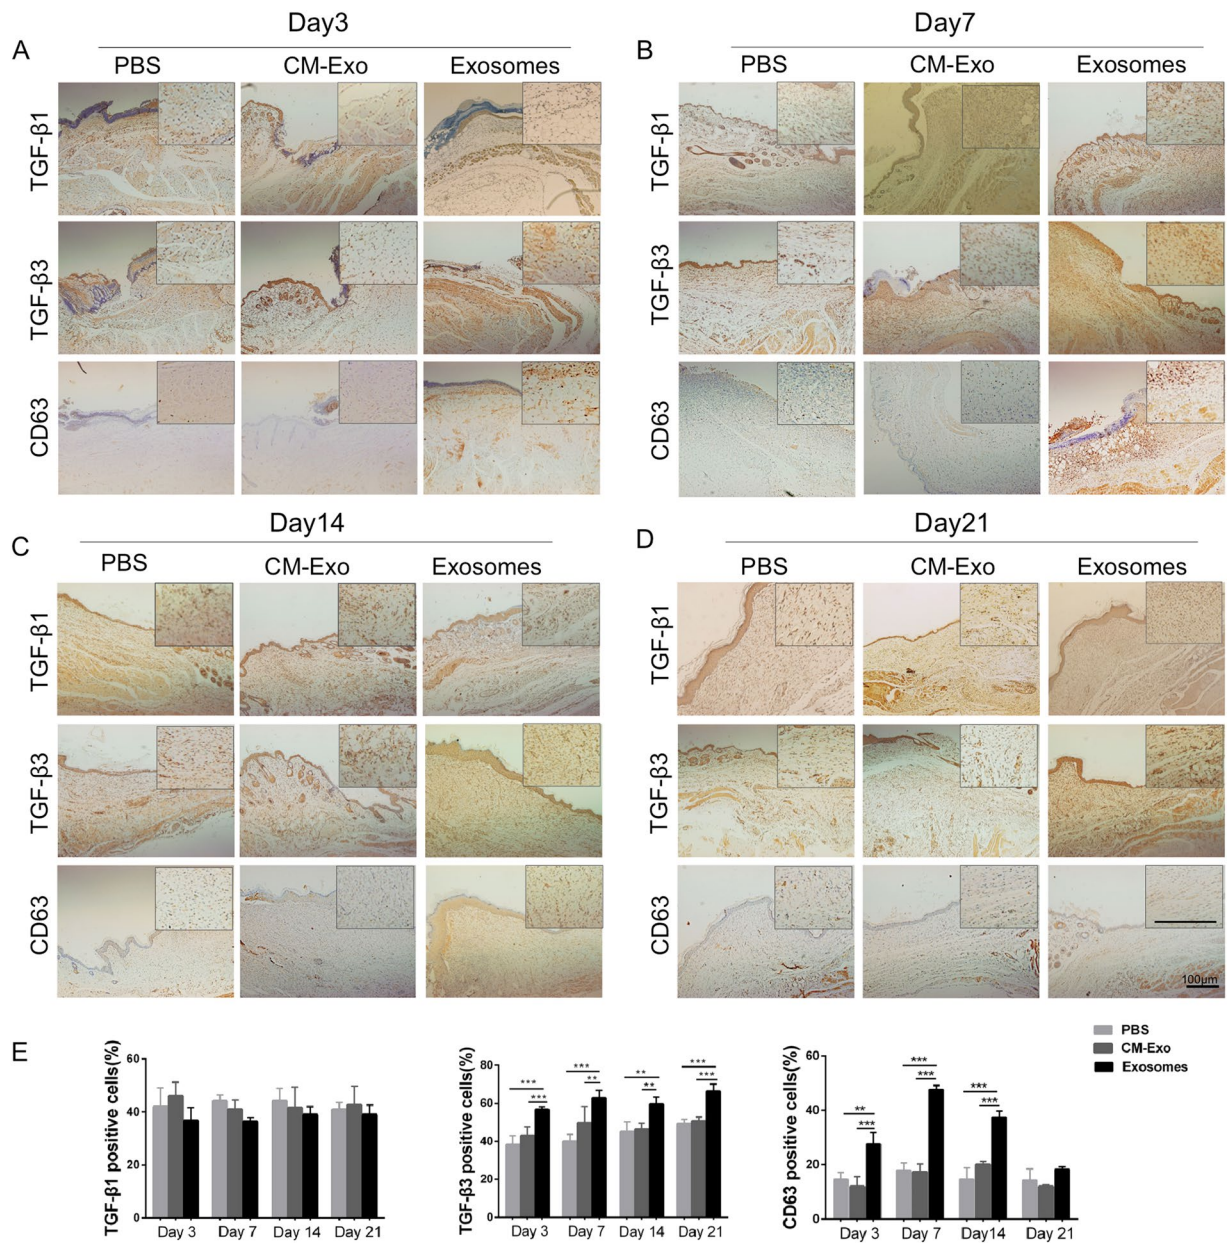 Day3
A
PBS CM-Exo Exosomes
TGF-β1
TGF-β3
CD63
Day7
B
PBS CM-Exo Exosomes
TGF-β1
TGF-β3
CD63
Day14
C
PBS CM-Exo Exosomes
TGF-β1
TGF-β3
CD63
Day21
D
PBS CM-Exo Exosomes
TGF-β1
TGF-β3
CD63
100μm
E
TGF-β1 positive cells(%)
60
40
20
0
Day 3 Day 7 Day 14 Day 21
TGF-β3 positive cells(%)
80
60
40
20
0
*** *** ** ***
*** ** ** ***
Day 3 Day 7 Day 14 Day 21
CD63 positive cells(%)
60
40
20
0
** *** ***
*** *** ***
Day 3 Day 7 Day14 Day 21
PBS
CM-Exo
Exosomes